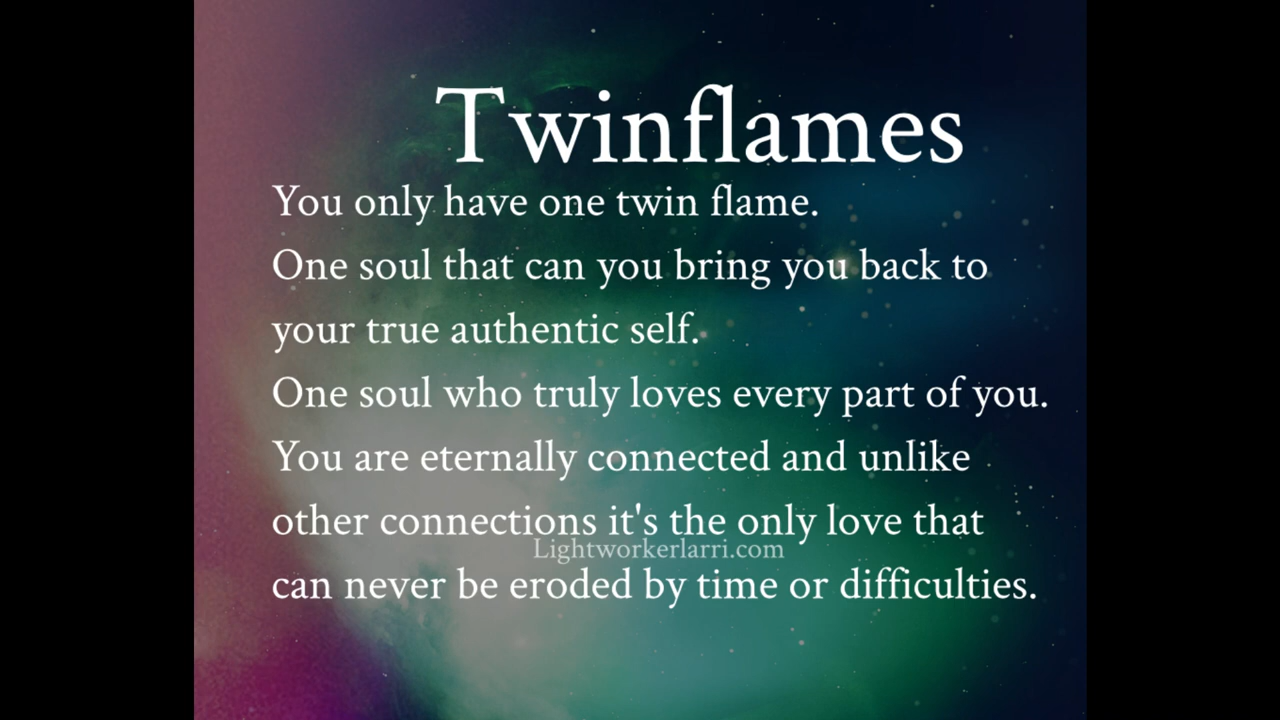 Twinflames
You only have one twin flame.
One soul that can you bring you back to
your true authentic self.
One soul who truly loves every part of you.
You are eternally connected and unlike
other connections it's the only love that
Lightworkerlarri.com
can never be eroded by time or difficulties.